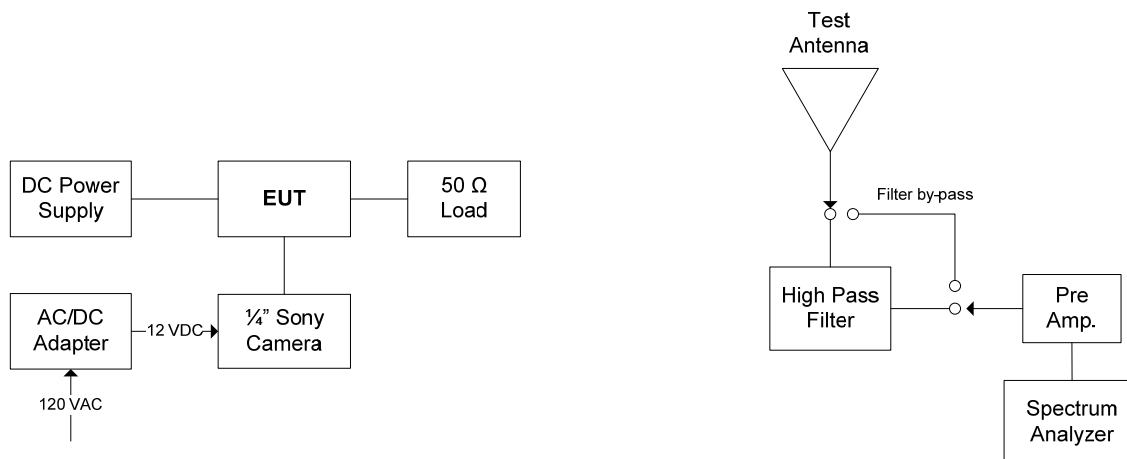 Test
Antenna
DC Power
Supply
EUT
50 Ω
Load
Filter by-pass
AC/DC
Adapter
12 VDC
¼” Sony
Camera
High Pass
Filter
Pre
Amp.
120 VAC
Spectrum
Analyzer